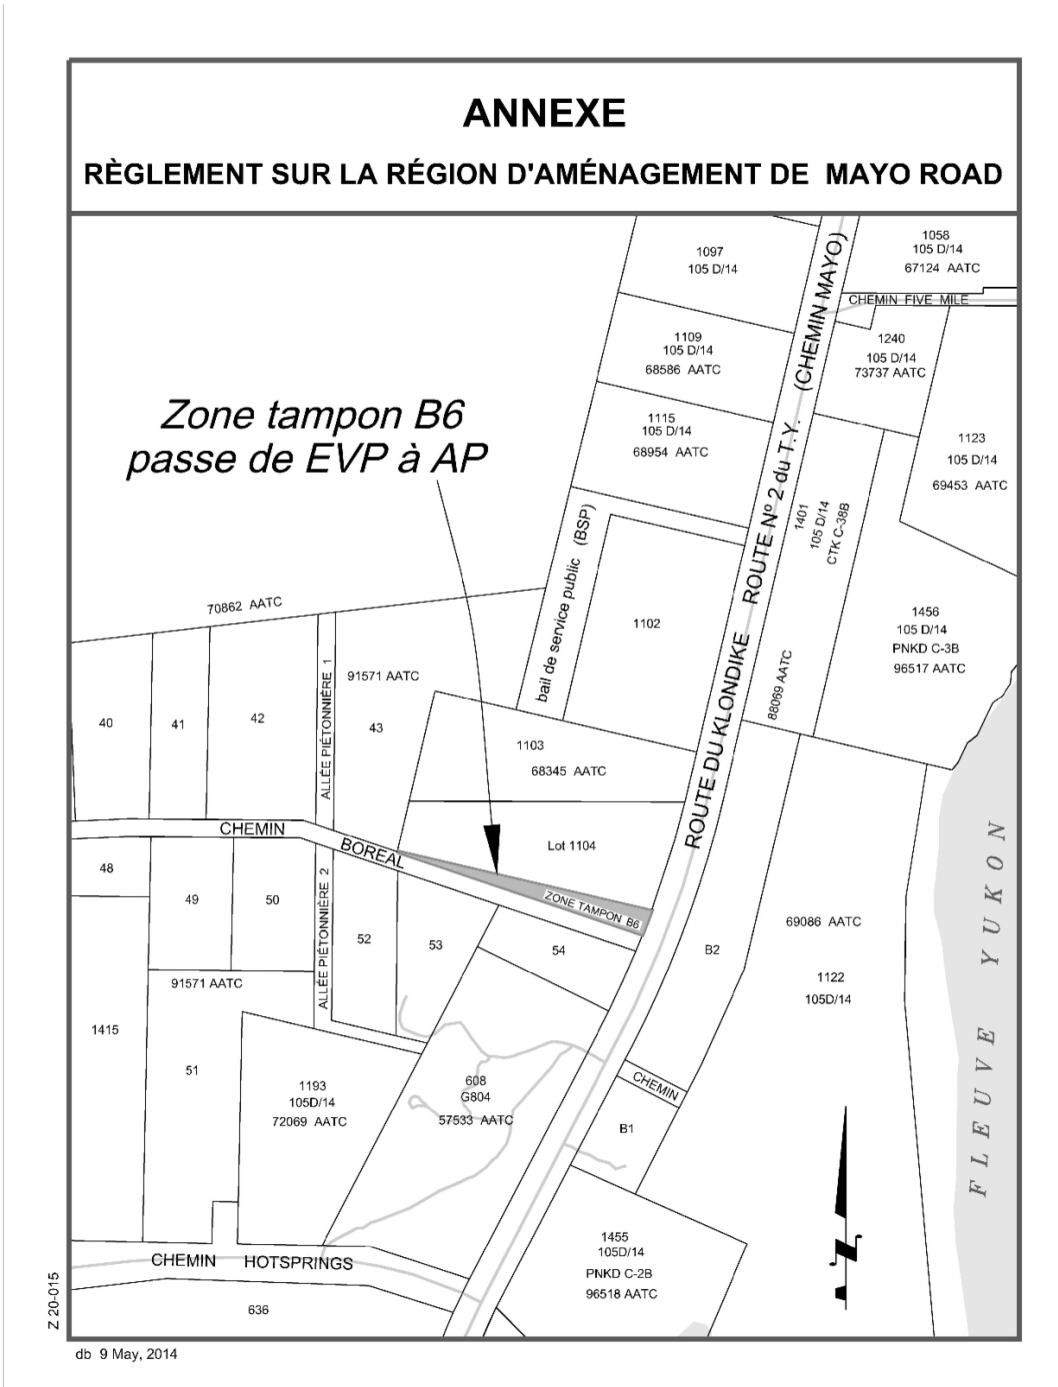 ANNEXE
RÈGLEMENT SUR LA RÉGION D'AMÉNAGEMENT DE MAYO ROAD
1097
105 D/14
1058
105 D/14
67124 AATC
CHEMIN FIVE MILE
1109
105 D/14
68586 AATC
1240
105 D/14
73737 AATC
Zone tampon B6
passe de EVP à AP
1115
105 D/14
68954 AATC
1123
105 D/14
69453 AATC
ROUTE DU KLONDIKE ROUTE Nº 2 du T.Y. (CHEMIN MAYO)
1401
105 D/14
CTK C-38B
bail de service public (BSP)
1102
1456
105 D/14
PNKD C-3B
96517 AATC
88069 AATC
70862 AATC
91571 AATC
40
41
42
ALLÉE PIÉTONNIÈRE 1
43
1103
68345 AATC
CHEMIN BORÉAL
Lot 1104
ZONE TAMPON B6
48
49
50
ALLÉE PIÉTONNIÈRE 2
52
53
54
B2
69086 AATC
1122
105D/14
FLEUVE YUKON
91571 AATC
1415
51
1193
105D/14
72069 AATC
608
G804
57533 AATC
CHEMIN
B1
1455
105D/14
PNKD C-2B
96518 AATC
N
CHEMIN HOTSPRINGS
636
Z 20-015
db 9 May, 2014